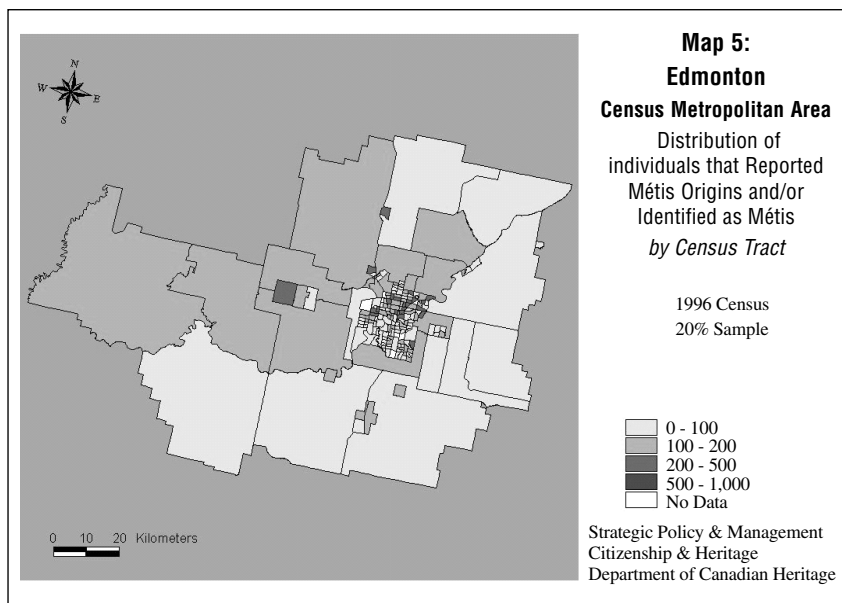 N
W
E
S
Map 5:
Edmonton
Census Metropolitan Area
Distribution of
individuals that Reported
Métis Origins and/or
Identified as Métis
by Census Tract
1996 Census
20% Sample
0 - 100
100 - 200
200 - 500
500 - 1,000
No Data
0 10 20 Kilometers
Strategic Policy & Management
Citizenship & Heritage
Department of Canadian Heritage